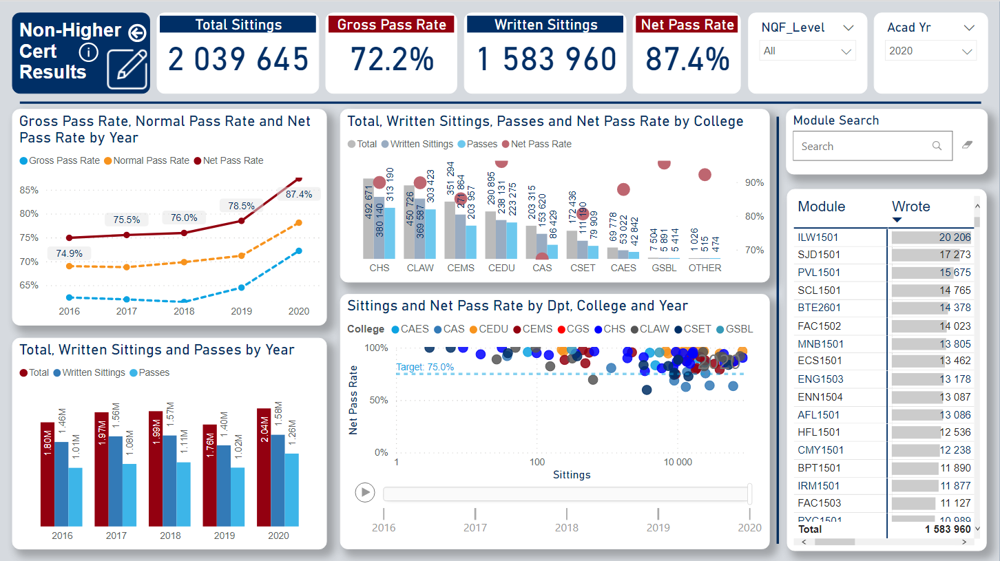 Non-Higher
Cert
Results
Total Sittings
2 039 645
Gross Pass Rate
72.2%
Written Sittings
1 583 960
Net Pass Rate
87.4%
NQF_Level
All
Acad Yr
2020
Gross Pass Rate, Normal Pass Rate and Net
Pass Rate by Year
Gross Pass Rate Normal Pass Rate Net Pass Rate
85%
80%
75%
70%
65%
74.9%
75.5%
76.0%
78.5%
87.4%
2016 2017 2018 2019 2020
Total, Written Sittings and Passes by Year
Total Written Sittings Passes
1.80M 1.46M 1.01M
1.97M 1.56M 1.08M
1.99M 1.57M 1.11M
1.76M 1.40M 1.02M
2.04M 1.58M 1.26M
2016 2017 2018 2019 2020
Total, Written Sittings, Passes and Net Pass Rate by College
Total Written Sittings Passes Net Pass Rate
492 671 380 140 313 190
450 726 369 587 303 423
351 294 271 864 203 957
290 895 238 131 223 275
203 315 153 620 86 429
172 436 111 190 79 909
69 778 53 022 42 842
7 504 5 891 5 414
1 026 515 474
90%
80%
70%
CHS CLAW CEMS CEDU CAS CSET CAES GSBL OTHER
Sittings and Net Pass Rate by Dpt, College and Year
College CAES CAS CEDU CEMS CGS CHS CLAW CSET GSBL
100%
50%
0%
Net Pass Rate
Target: 75.0%
1 100 10 000
Sittings
2016 2017 2018 2019 2020
Module Search
Search
Module Wrote
ILW1501 20 206
SJD1501 17 273
PVL1501 15 675
SCL1501 14 765
BTE2601 14 378
FAC1502 14 023
MNB1501 13 805
ECS1501 13 462
ENG1503 13 178
ENN1504 13 087
AFL1501 13 086
HFL1501 12 536
CMY1501 12 238
BPT1501 11 890
IRM1501 11 877
FAC1503 11 127
PYC1501 10 989
Total 1 583 960